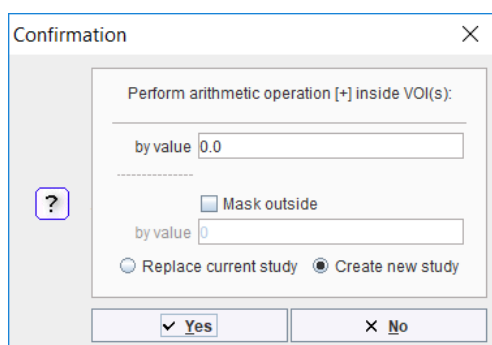 Confirmation
Perform arithmetic operation [+] inside VOI(s):
by value 0.0
?
Mask outside
by value 0
Replace current study Create new study
Yes No